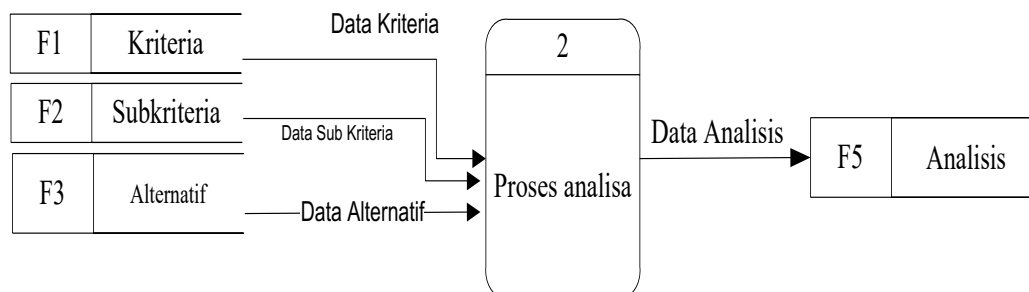 F1 Kriteria
Data Kriteria
F2 Subkriteria
Data Sub Kriteria
F3 Alternatif
Data Alternatif
2
Proses analisa
Data Analisis
F5 Analisis